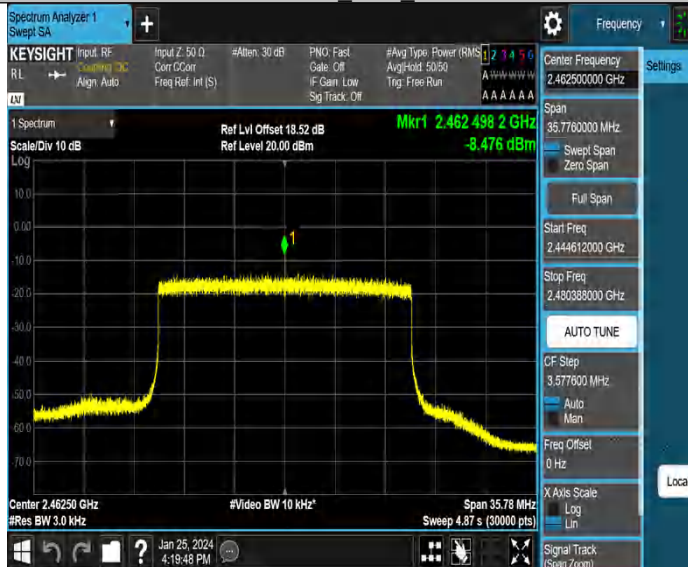 Spectrum Analyzer 1
Swept SA
Frequency
KEYSIGHT
RL
Input: RF
Coupling: DC
Align: Auto
Input Z: 50 Ω
Corr CCorr
Freq Ref: Int (S)
#Atten: 30 dB
PNO: Fast
Gate: Off
IF Gain: Low
Sig Track: Off
#Avg Type: Power (RMS
Avg|Hold: 50/50
Trig: Free Run
1 2 3 4 5 6
A W W W W W
A A A A A A
LXI
1 Spectrum
Scale/Div 10 dB
Log
Ref Lvl Offset 18.52 dB
Ref Level 20.00 dBm
Mkr1 2.462 498 2 GHz
-8.476 dBm
10.0
0.00
-10.0
-20.0
-30.0
-40.0
-50.0
-60.0
-70.0
1
Center 2.46250 GHz
#Res BW 3.0 kHz
#Video BW 10 kHz*
Span 35.78 MHz
Sweep 4.87 s (30000 pts)
Center Frequency
2.462500000 GHz
Settings
Span
35.7760000 MHz
Swept Span
Zero Span
Full Span
Start Freq
2.444612000 GHz
Stop Freq
2.480388000 GHz
AUTO TUNE
CF Step
3.577600 MHz
Auto
Man
Freq Offset
0 Hz
X Axis Scale
Log
Lin
Local
Signal Track
(Span Zoom)
?
Jan 25, 2024
4:19:48 PM